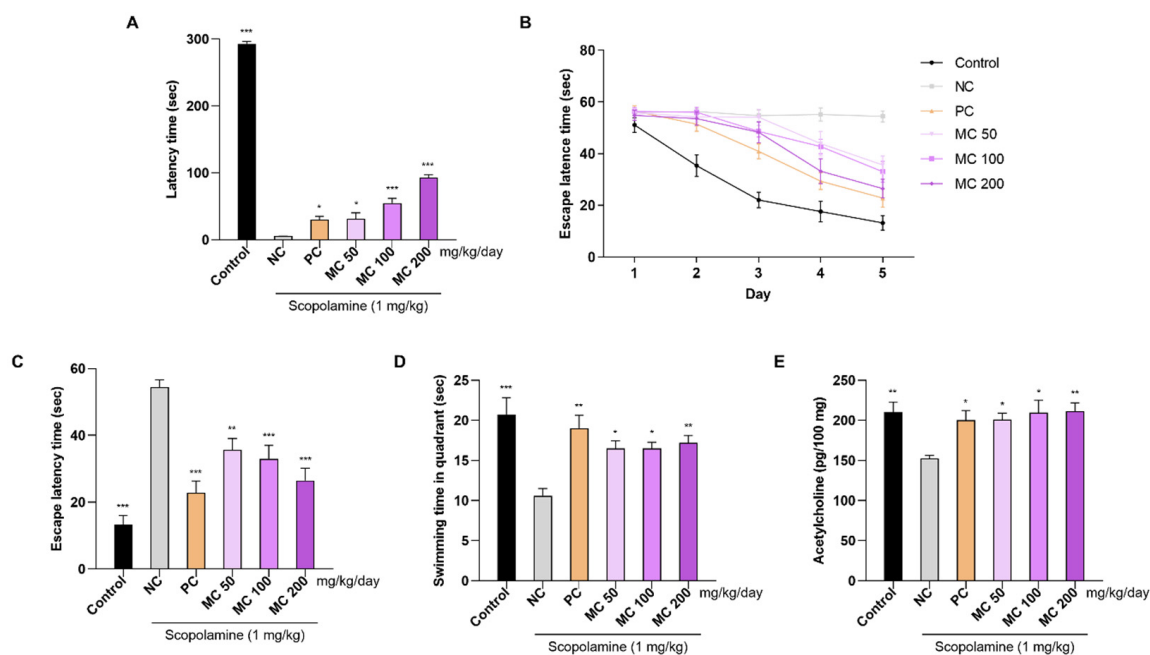 A
Latency time (sec)
300
200
100
0
***
*
*
***
***
Control
NC
PC
MC 50
MC 100
MC 200
mg/kg/day
Scopolamine (1 mg/kg)
B
Escape latence time (sec)
80
60
40
20
0
1 2 3 4 5
Day
Control
NC
PC
MC 50
MC 100
MC 200
C
Escape latency time (sec)
60
40
20
0
***
***
**
***
***
Control
NC
PC
MC 50
MC 100
MC 200
mg/kg/day
Scopolamine (1 mg/kg)
D
Swimming time in quadrant (sec)
25
20
15
10
5
0
***
**
*
*
**
Control
NC
PC
MC 50
MC 100
MC 200
mg/kg/day
Scopolamine (1 mg/kg)
E
Acetylcholine (pg/100 mg)
250
200
150
100
50
0
**
*
*
*
**
Control
NC
PC
MC 50
MC 100
MC 200
mg/kg/day
Scopolamine (1 mg/kg)